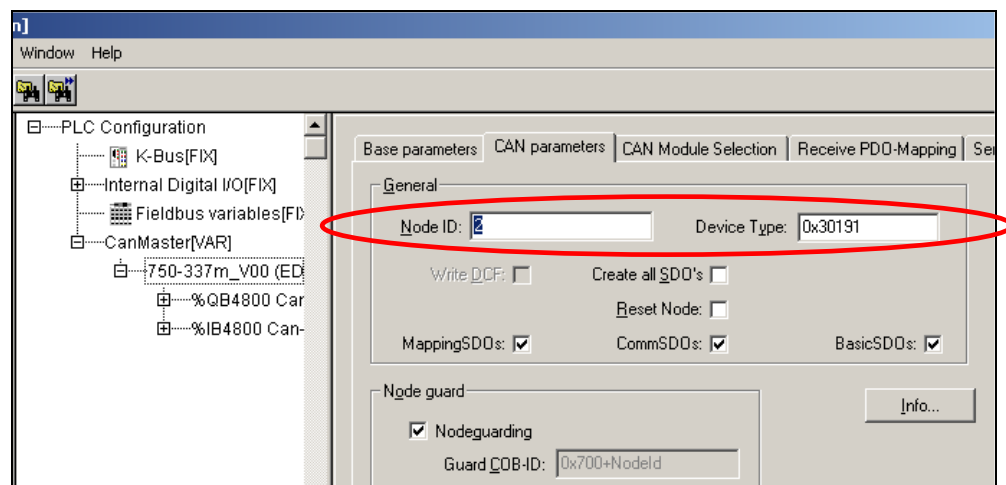 n]
Window Help
PLC Configuration
K-Bus[FIX]
Internal Digital I/O[FIX]
Fieldbus variables[FI
CanMaster[VAR]
750-337m_V00 (ED
%QB4800 Car
%IB4800 Can-
Base parameters CAN parameters CAN Module Selection Receive PDO-Mapping Ser
General
Node ID: 2 Device Type: 0x30191
Write DCF: Create all SDO's
Reset Node:
MappingSDOs: CommSDOs: BasicSDOs:
Node guard
Info...
Nodeguarding
Guard COB-ID: 0x700+NodeId